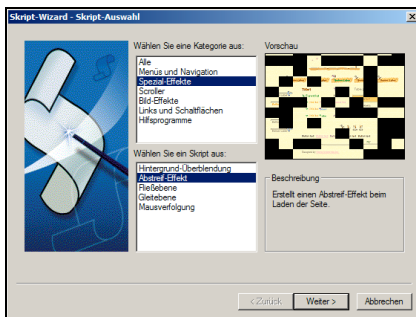 Skript-Wizard - Skript-Auswahl
Wählen Sie eine Kategorie aus:
Alle
Menüs und Navigation
Spezial-Effekte
Scroller
Bild-Effekte
Links und Schaltflächen
Hilfsprogramme
Wählen Sie ein Skript aus:
Hintergrund-Überblendung
Abstreif-Effekt
Fließebene
Gleitebene
Mausverfolgung
Vorschau
Beschreibung
Erstellt einen Abstreif-Effekt beim
Laden der Seite.
< Zurück
Weiter >
Abbrechen